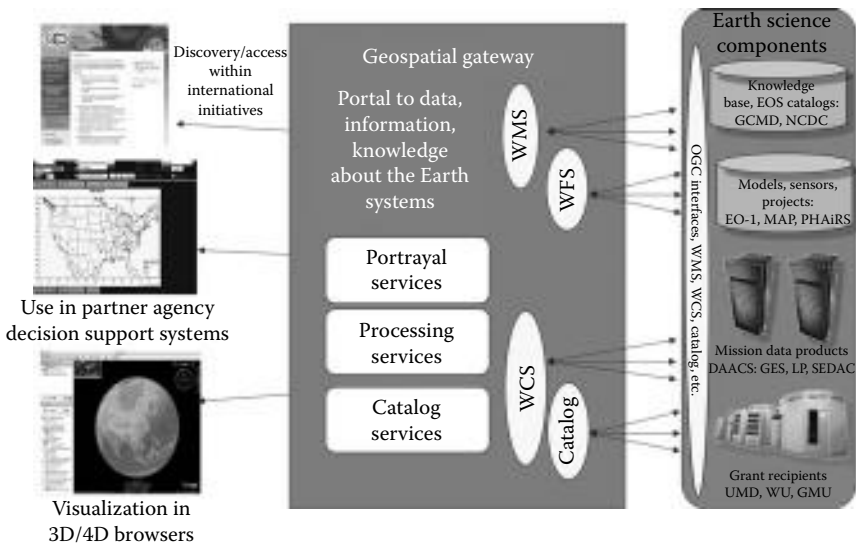 Discovery/access
within
international
initiatives
Use in partner agency
decision support systems
Visualization in
3D/4D browsers
Geospatial gateway
Portal to data,
information,
knowledge
about the Earth
systems
Portrayal
services
Processing
services
Catalog
services
WMS
WFS
WCS
Catalog
OGC interfaces, WMS, WCS, catalog, etc.
Earth science
components
Knowledge
base, EOS catalogs:
GCMD, NCDC
Models, sensors,
projects:
EO-1, MAP, PHAiRS
Mission data products
DAACS: GES, LP, SEDAC
Grant recipients
UMD, WU, GMU